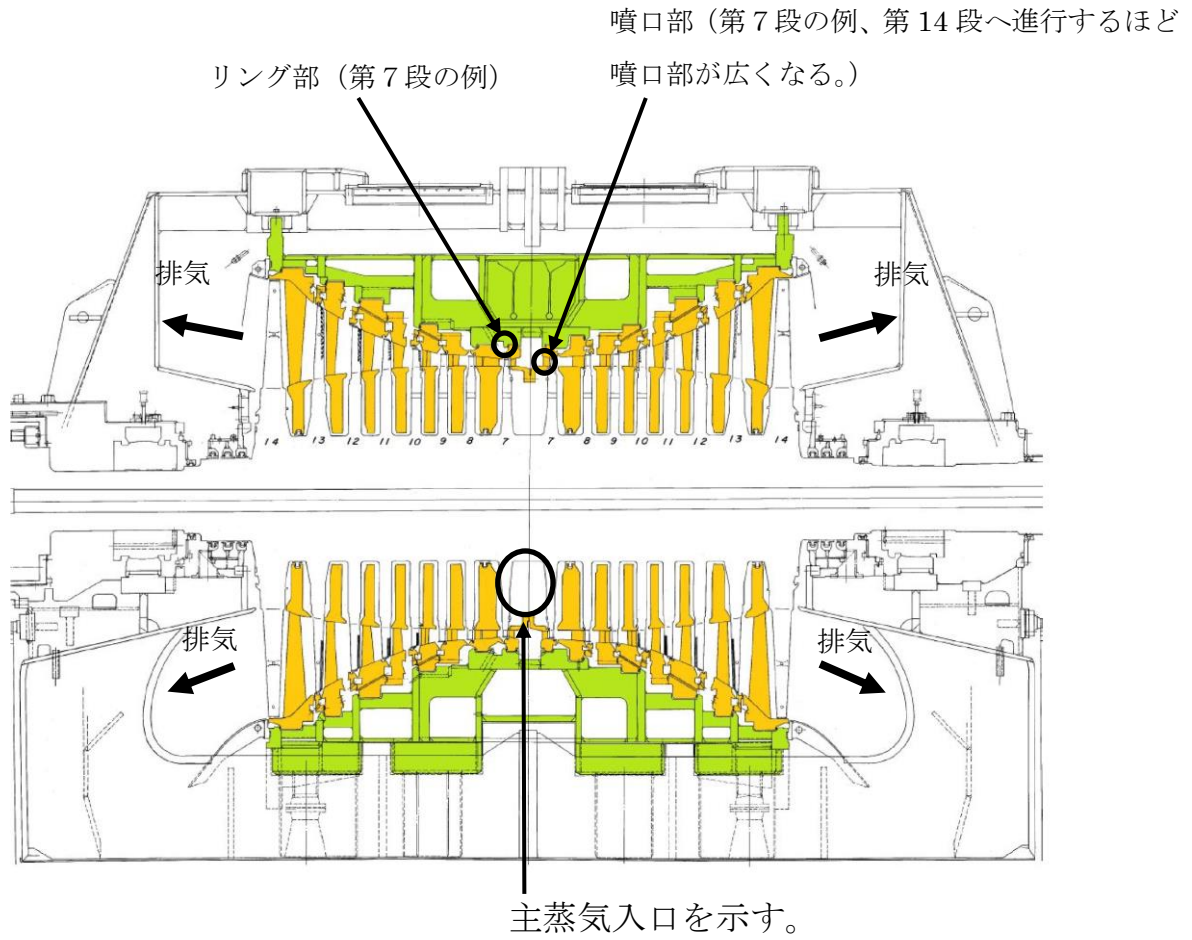 噴口部（第７段の例、第 14 段へ進行するほど
噴口部が広くなる。）
リング部（第７段の例）
排気
排気
14 13 12 11 10 9 8 7 7 8 9 10 11 12 13 14
排気
排気
主蒸気入口を示す。